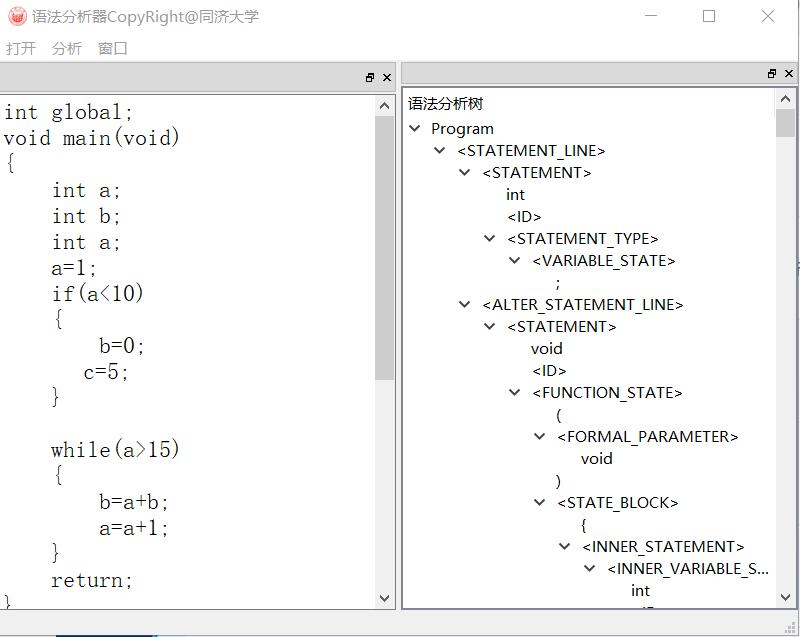 语法分析器CopyRight@同济大学
打开 分析 窗口
int global;
void main(void)
{
int a;
int b;
int a;
a=1;
if(a<10)
{
b=0;
c=5;
}
while(a>15)
{
b=a+b;
a=a+1;
}
return;
}
语法分析树
Program
<STATEMENT_LINE>
<STATEMENT>
int
<ID>
<STATEMENT_TYPE>
<VARIABLE_STATE>
;
<ALTER_STATEMENT_LINE>
<STATEMENT>
void
<ID>
<FUNCTION_STATE>
(
<FORMAL_PARAMETER>
void
)
<STATE_BLOCK>
{
<INNER_STATEMENT>
<INNER_VARIABLE_S...
int